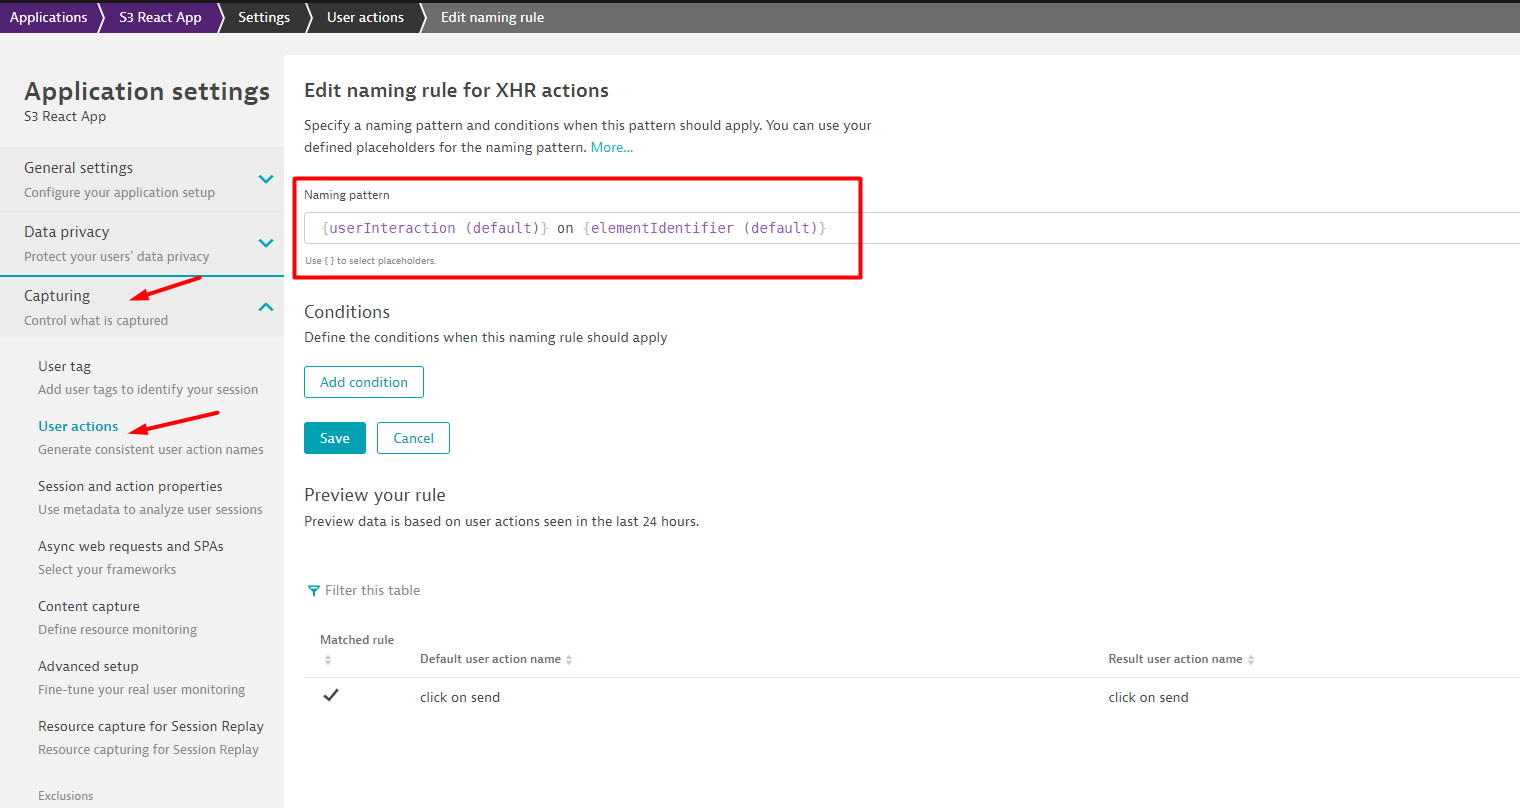 Applications S3 React App Settings User actions Edit naming rule
Application settings
S3 React App
General settings
Configure your application setup
Data privacy
Protect your users' data privacy
Capturing
Control what is captured
User tag
Add user tags to identify your session
User actions
Generate consistent user action names
Session and action properties
Use metadata to analyze user sessions
Async web requests and SPAs
Select your frameworks
Content capture
Define resource monitoring
Advanced setup
Fine-tune your real user monitoring
Resource capture for Session Replay
Resource capturing for Session Replay
Exclusions
Edit naming rule for XHR actions
Specify a naming pattern and conditions when this pattern should apply. You can use your
defined placeholders for the naming pattern. More...
Naming pattern
{userInteraction (default)} on {elementIdentifier (default)}
Use { } to select placeholders.
Conditions
Define the conditions when this naming rule should apply
Add condition
Save Cancel
Preview your rule
Preview data is based on user actions seen in the last 24 hours.
Filter this table
Matched rule
Default user action name Result user action name
click on send click on send